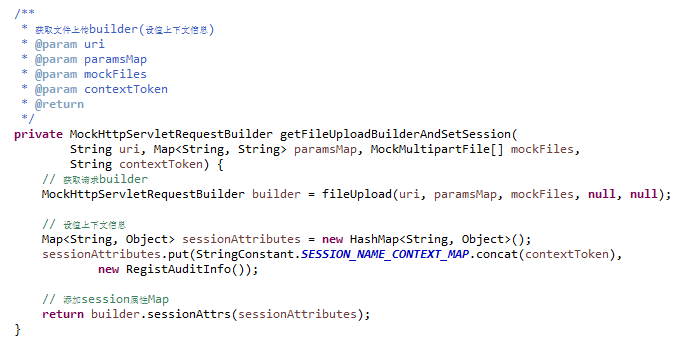 /**
 * 获取文件上传builder(设值上下文信息)
 * @param uri
 * @param paramsMap
 * @param mockFiles
 * @param contextToken
 * @return
 */
private MockHttpServletRequestBuilder getFileUploadBuilderAndSetSession(
        String uri, Map<String, String> paramsMap, MockMultipartFile[] mockFiles,
        String contextToken) {
    // 获取请求builder
    MockHttpServletRequestBuilder builder = fileUpload(uri, paramsMap, mockFiles, null, null);

    // 设值上下文信息
    Map<String, Object> sessionAttributes = new HashMap<String, Object>();
    sessionAttributes.put(StringConstant.SESSION_NAME_CONTEXT_MAP.concat(contextToken),
            new RegistAuditInfo());

    // 添加session属性Map
    return builder.sessionAttrs(sessionAttributes);
}